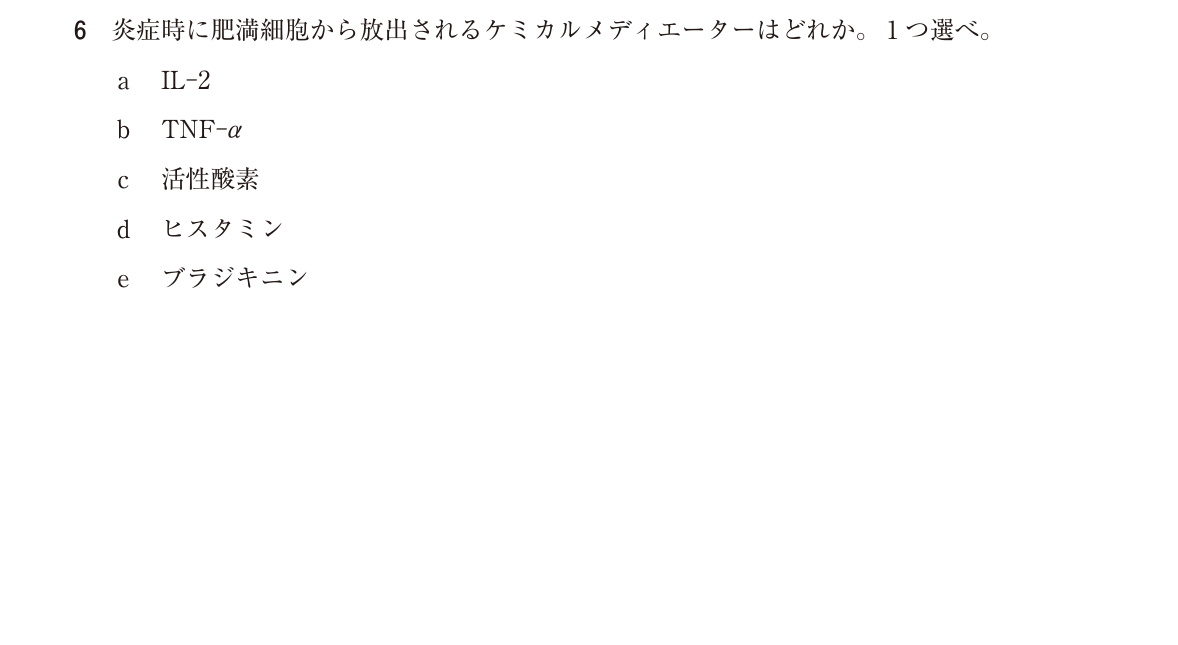 6 炎症時に肥満細胞から放出されるケミカルメディエーターはどれか。1つ選べ。
a IL-2
b TNF-α
c 活性酸素
d ヒスタミン
e ブラジキニン